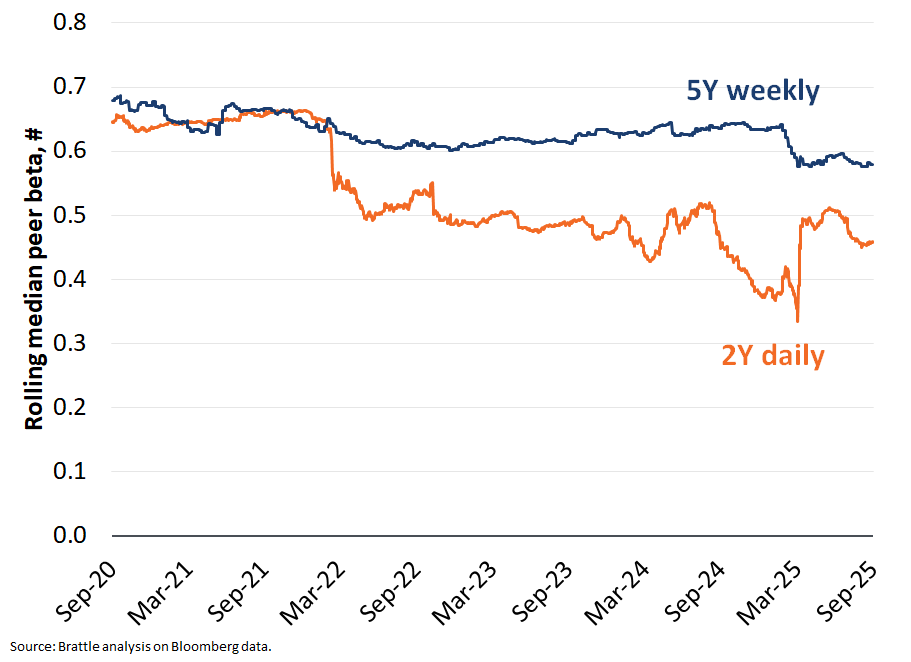 Rolling median peer beta, #
0.8
0.7
0.6
0.5
0.4
0.3
0.2
0.1
0.0
5Y weekly
2Y daily
Sep-20
Mar-21
Sep-21
Mar-22
Sep-22
Mar-23
Sep-23
Mar-24
Sep-24
Mar-25
Sep-25
Source: Brattle analysis on Bloomberg data.